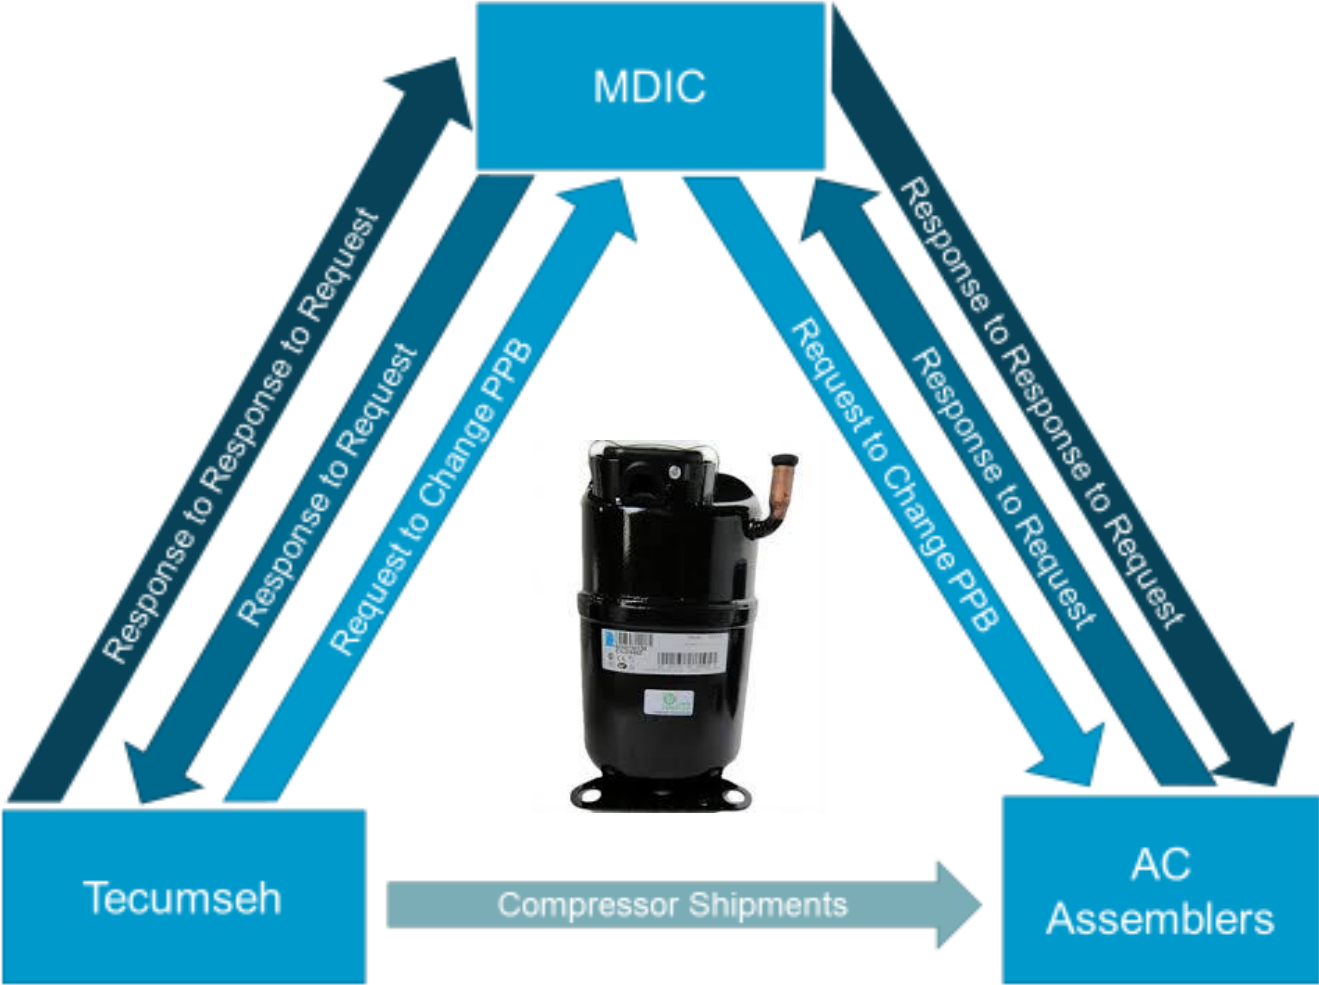 MDIC
Response to Response to Request
Response to Request
Request to Change PPB
Request to Change PPB
Response to Request
Response to Response to Request
Tecumseh
Compressor Shipments
AC
Assemblers